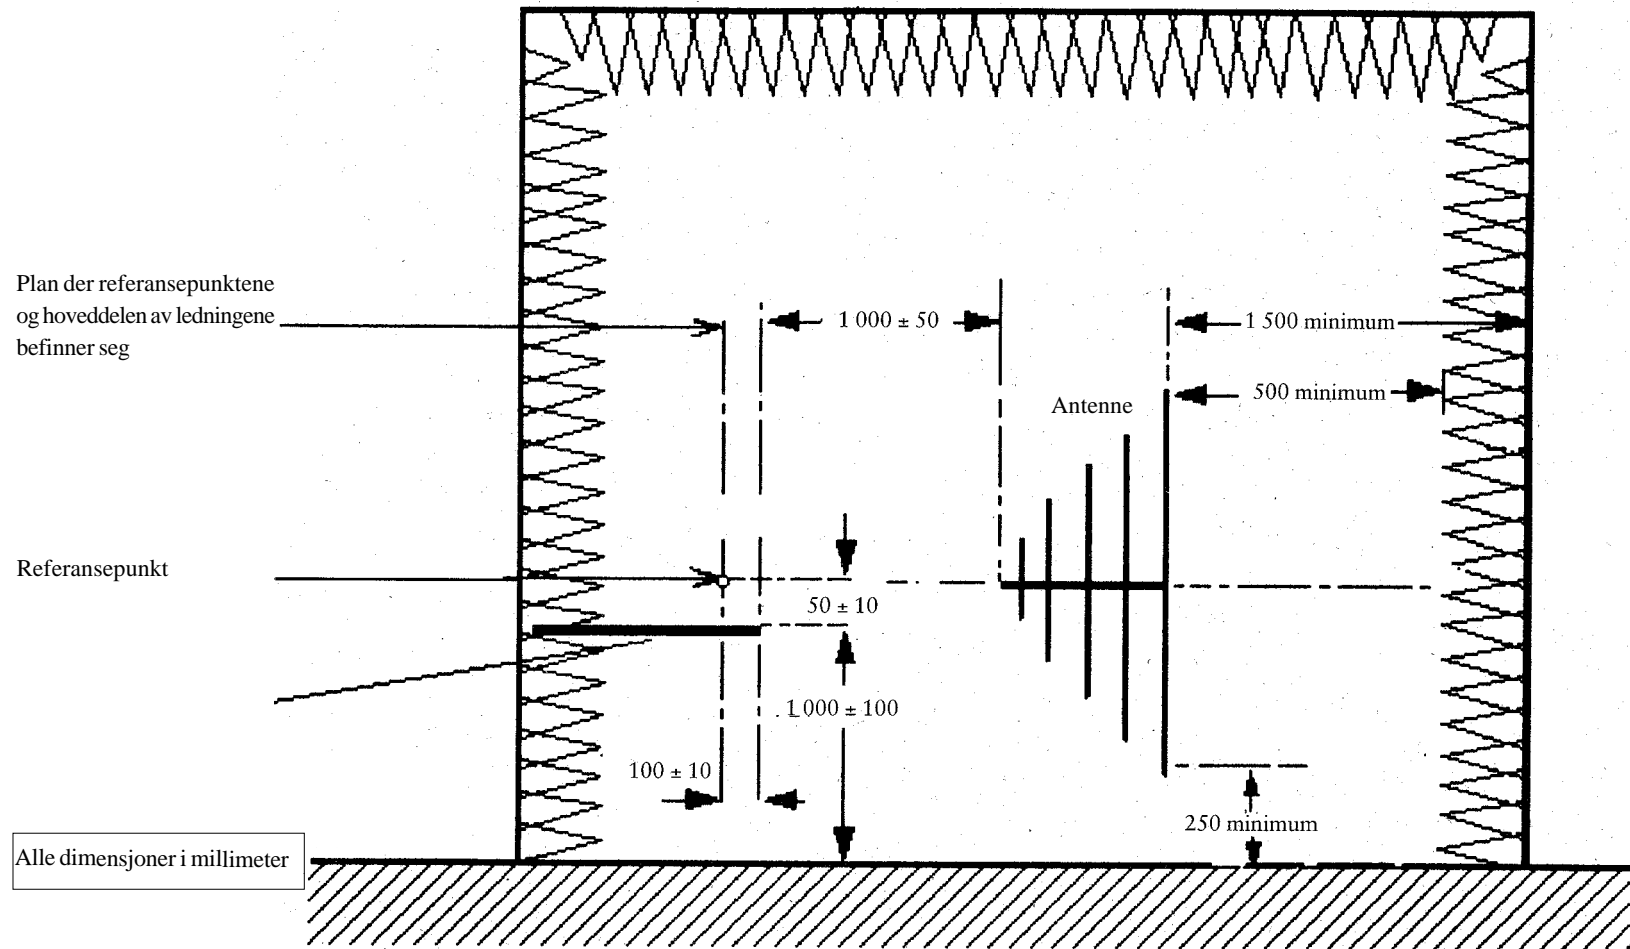 Plan der referansepunktene
og hoveddelen av ledningene
befinner seg
1 000 ± 50
1 500 minimum
500 minimum
Antenne
Referansepunkt
50 ± 10
1 000 ± 100
100 ± 10
250 minimum
Alle dimensjoner i millimeter